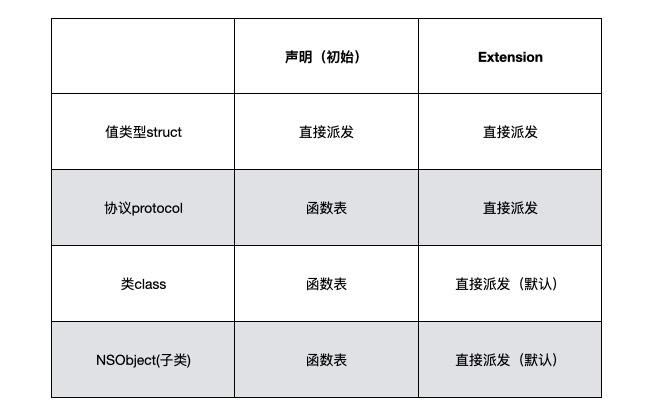 声明（初始） Extension
值类型struct 直接派发 直接派发
协议protocol 函数表 直接派发
类class 函数表 直接派发（默认）
NSObject(子类) 函数表 直接派发（默认）